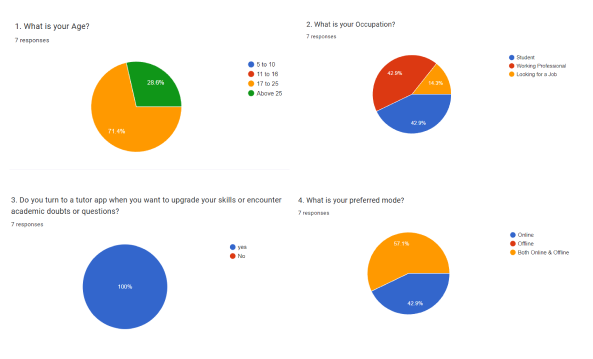 1. What is your Age?
7 responses
5 to 10
11 to 16
17 to 25
Above 25
28.6%
71.4%
2. What is your Occupation?
7 responses
Student
Working Professional
Looking for a Job
42.9%
14.3%
42.9%
3. Do you turn to a tutor app when you want to upgrade your skills or encounter
academic doubts or questions?
7 responses
yes
No
100%
4. What is your preferred mode?
7 responses
Online
Offline
Both Online & Offline
57.1%
42.9%